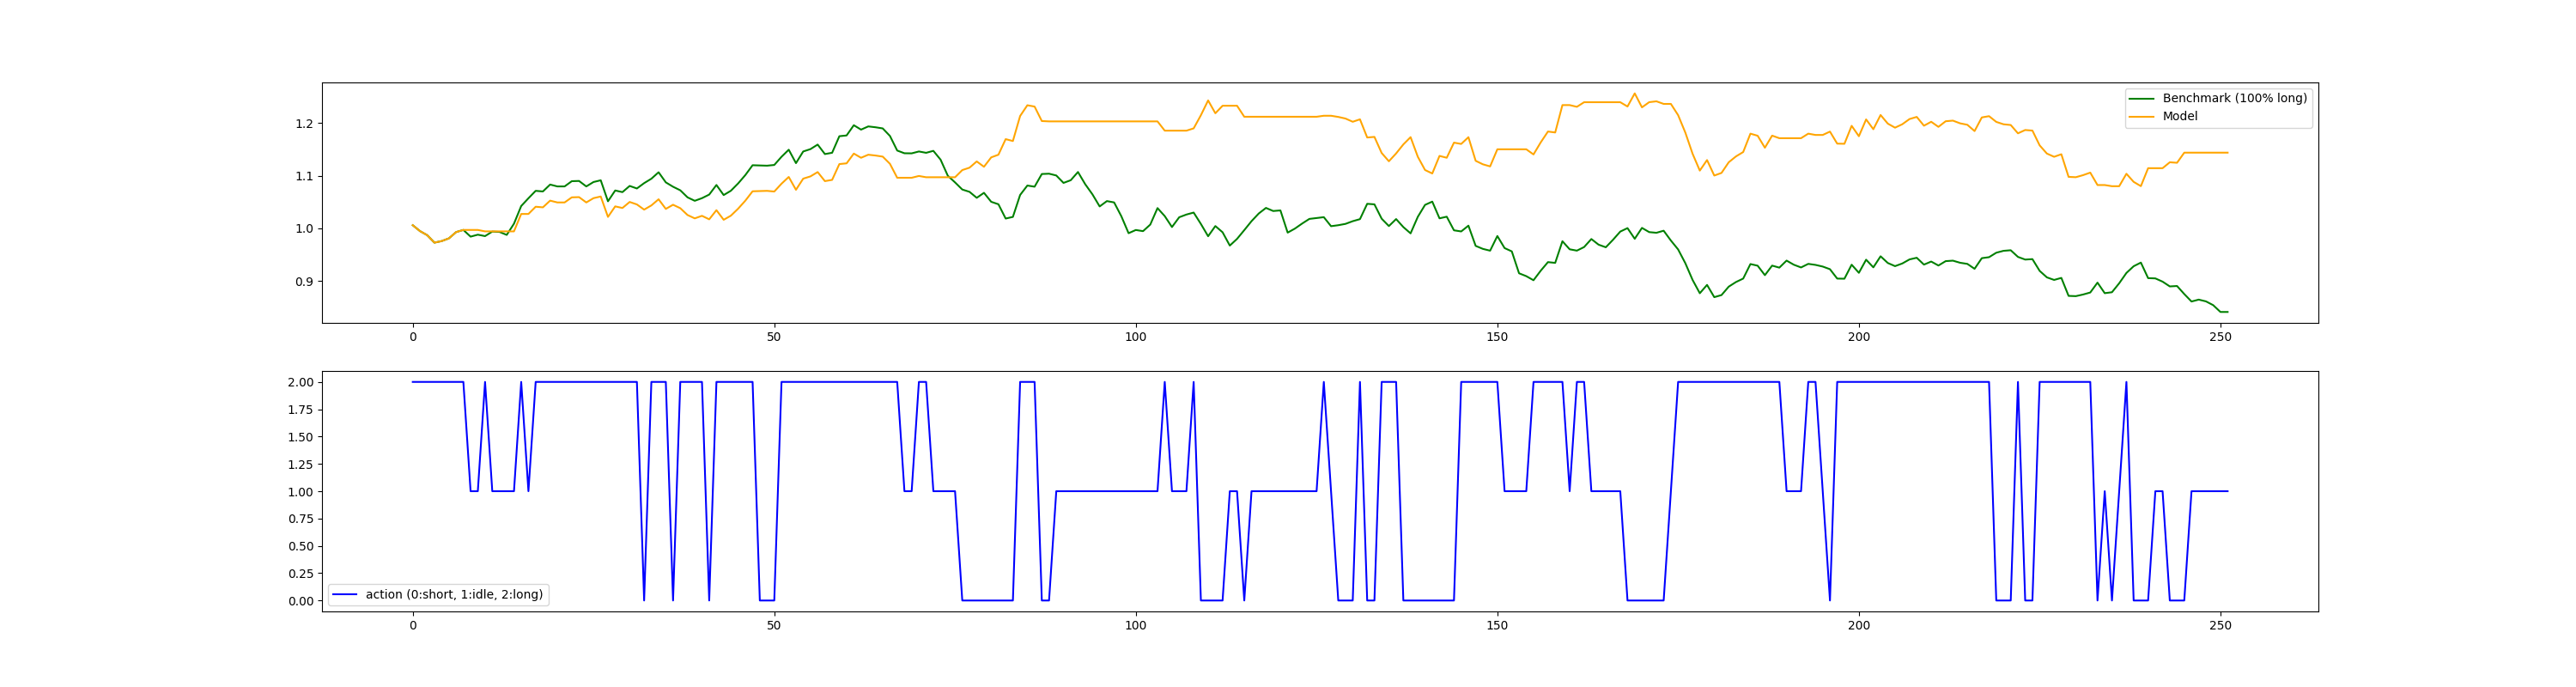 Benchmark (100% long)
Model
1.2
1.1
1.0
0.9
0 50 100 150 200 250
2.00
1.75
1.50
1.25
1.00
0.75
0.50
0.25
0.00
action (0:short, 1:idle, 2:long)
0 50 100 150 200 250